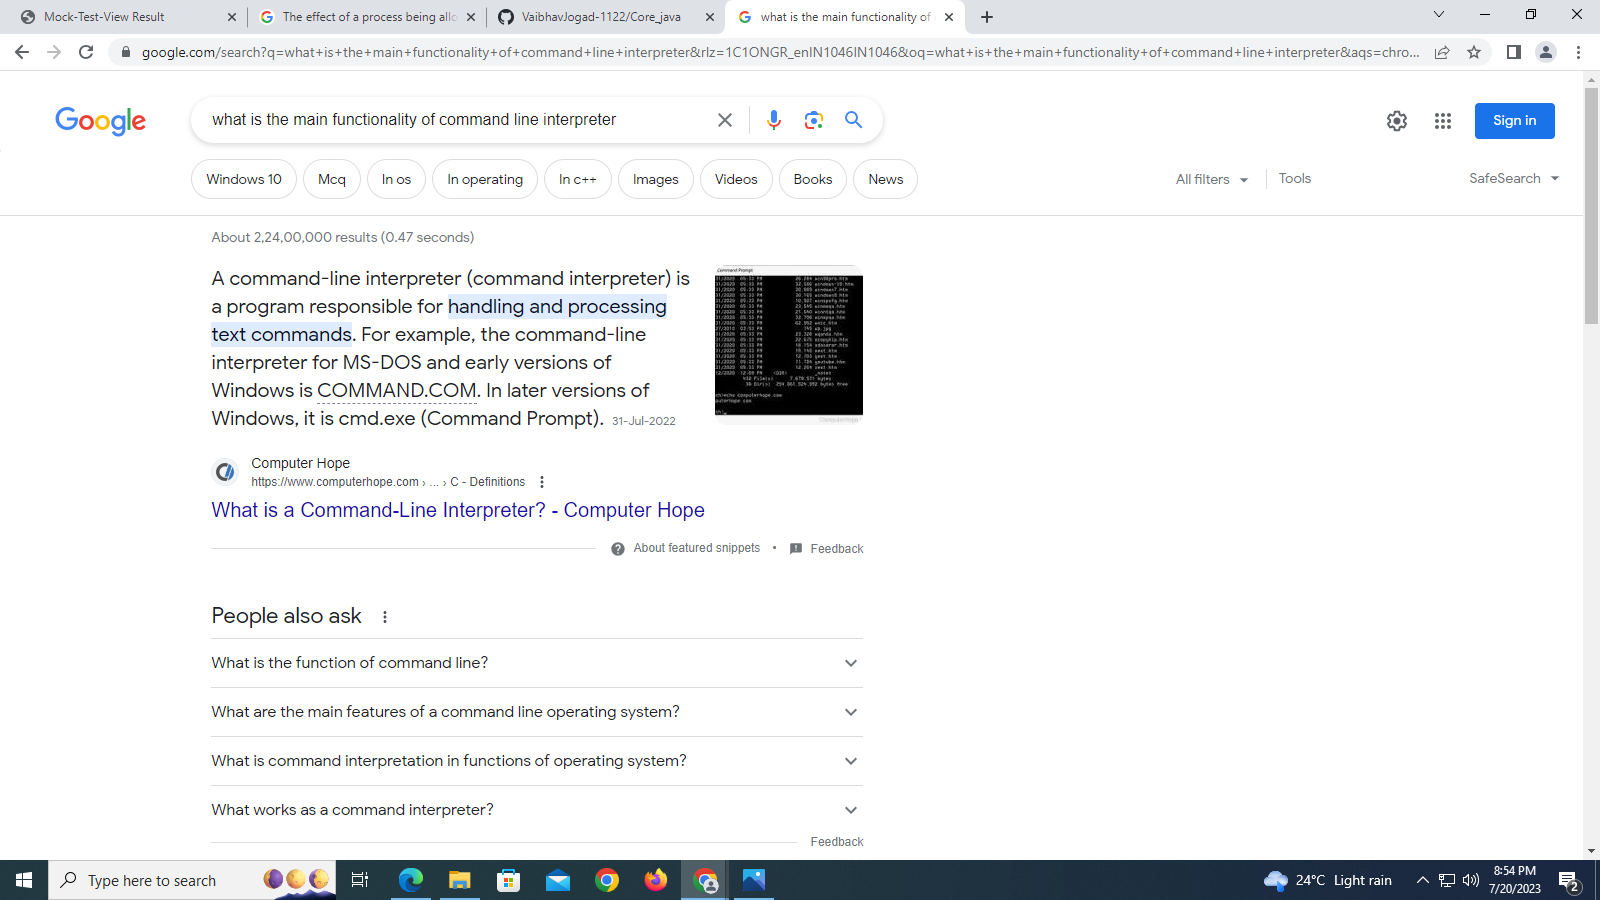 Mock-Test-View Result
The effect of a process being allo
VaibhavJogad-1122/Core_java
what is the main functionality of
google.com/search?q=what+is+the+main+functionality+of+command+line+interpreter&rlz=1C1ONGR_enIN1046IN1046&oq=what+is+the+main+functionality+of+command+line+interpreter&aqs=chro...
Google
what is the main functionality of command line interpreter
Sign in
Windows 10
Mcq
In os
In operating
In c++
Images
Videos
Books
News
All filters
Tools
SafeSearch
About 2,24,00,000 results (0.47 seconds)
A command-line interpreter (command interpreter) is
a program responsible for handling and processing
text commands. For example, the command-line
interpreter for MS-DOS and early versions of
Windows is COMMAND.COM. In later versions of
Windows, it is cmd.exe (Command Prompt). 31-Jul-2022
Command Prompt
Computer Hope
https://www.computerhope.com › ... › C - Definitions
What is a Command-Line Interpreter? - Computer Hope
About featured snippets • Feedback
People also ask
What is the function of command line?
What are the main features of a command line operating system?
What is command interpretation in functions of operating system?
What works as a command interpreter?
Feedback
Type here to search
24°C Light rain
8:54 PM
7/20/2023
2